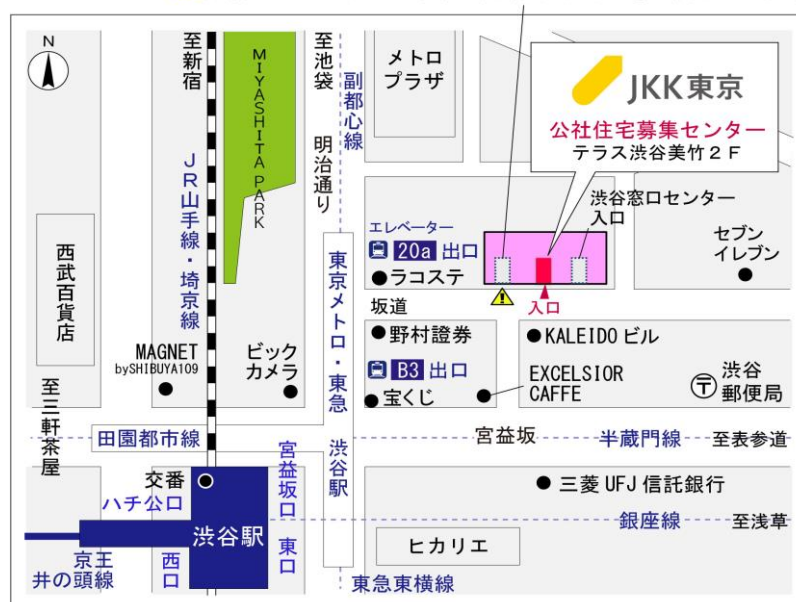 N
至新宿
MIYASHITA PARK
至池袋
明治通り
副都心線
メトロ
プラザ
JKK東京
公社住宅募集センター
テラス渋谷美竹２Ｆ
ＪＲ山手線・埼京線
西武百貨店
エレベーター
20a 出口
ラコステ
渋谷窓口センター
入口
セブン
イレブン
入口
坂道
東京メトロ・東急 渋谷駅
MAGNET
bySHIBUYA109
ビック
カメラ
野村證券
B3 出口
宝くじ
KALEIDO ビル
EXCELSIOR
CAFFE
〒
渋谷
郵便局
至三軒茶屋
田園都市線
宮益坂
半蔵門線
至表参道
交番
ハチ公口
宮益坂口
三菱 UFJ 信託銀行
渋谷駅
銀座線
至浅草
京王
井の頭線
西口
東口
ヒカリエ
東急東横線